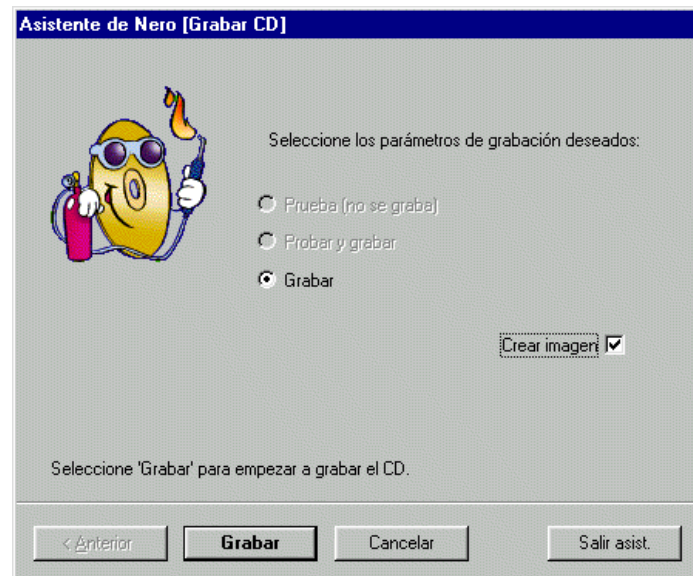 Asistente de Nero [Grabar CD]
Seleccione los parámetros de grabación deseados:
Prueba (no se graba)
Probar y grabar
Grabar
Crear imagen
Seleccione 'Grabar' para empezar a grabar el CD.
< Anterior Grabar Cancelar Salir asist.